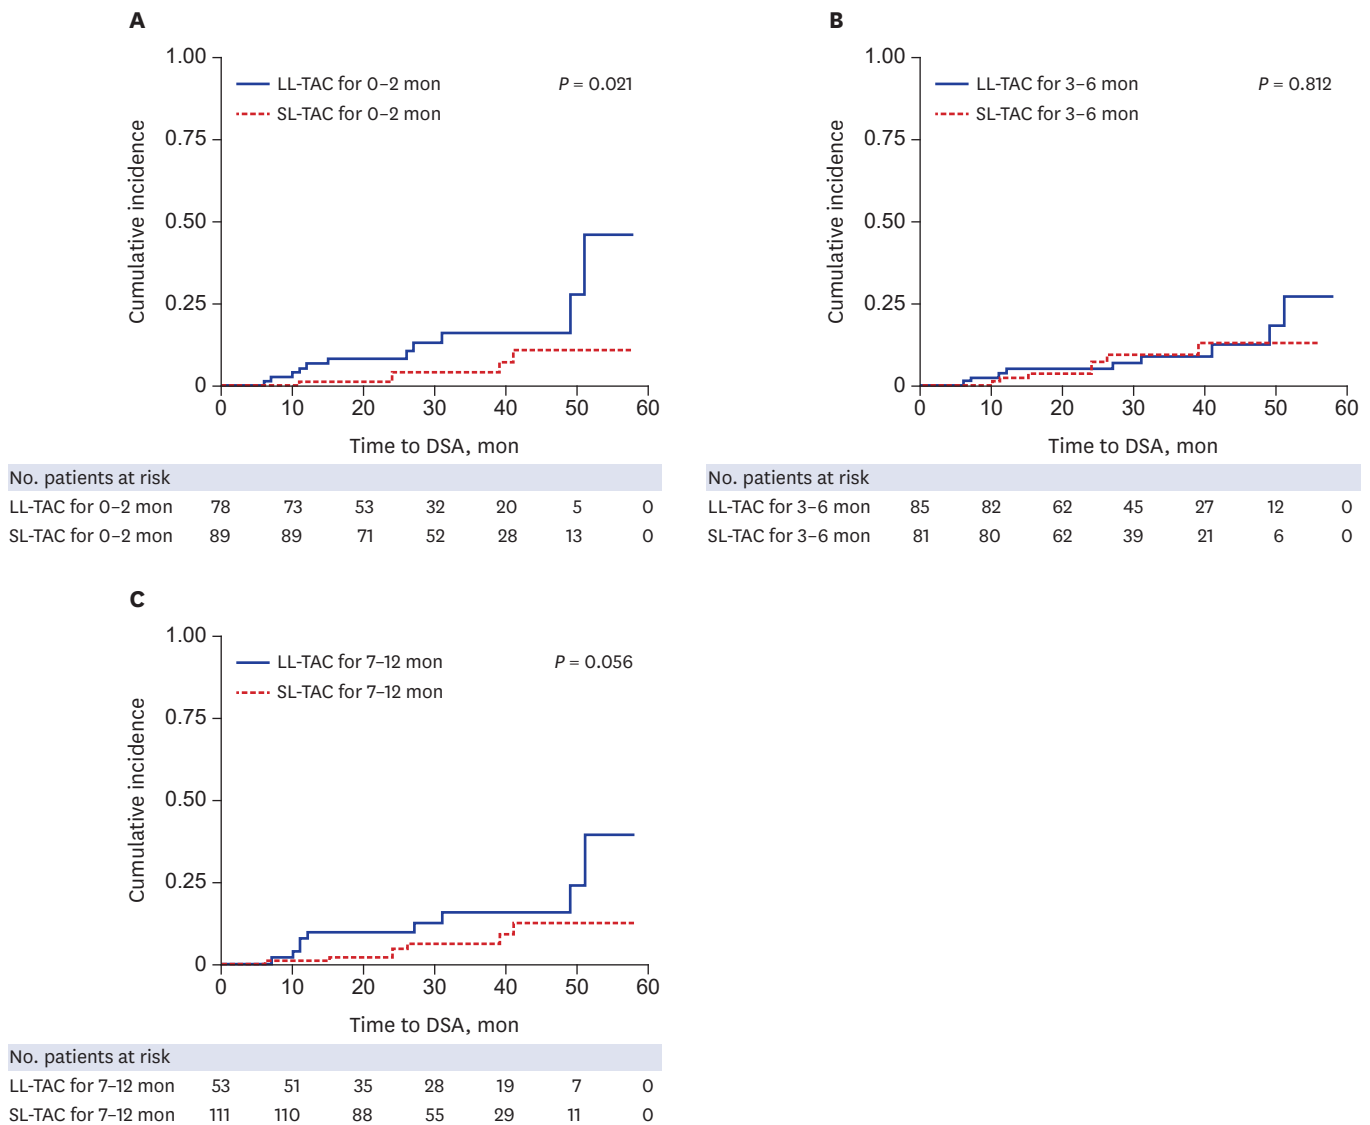 A
1.00
LL-TAC for 0–2 mon
P = 0.021
SL-TAC for 0–2 mon
0.75
0.50
0.25
0
Cumulative incidence
0 10 20 30 40 50 60
Time to DSA, mon
No. patients at risk
LL-TAC for 0–2 mon 78 73 53 32 20 5 0
SL-TAC for 0–2 mon 89 89 71 52 28 13 0
B
1.00
LL-TAC for 3–6 mon
P = 0.812
SL-TAC for 3–6 mon
0.75
0.50
0.25
0
Cumulative incidence
0 10 20 30 40 50 60
Time to DSA, mon
No. patients at risk
LL-TAC for 3–6 mon 85 82 62 45 27 12 0
SL-TAC for 3–6 mon 81 80 62 39 21 6 0
C
1.00
LL-TAC for 7–12 mon
P = 0.056
SL-TAC for 7–12 mon
0.75
0.50
0.25
0
Cumulative incidence
0 10 20 30 40 50 60
Time to DSA, mon
No. patients at risk
LL-TAC for 7–12 mon 53 51 35 28 19 7 0
SL-TAC for 7–12 mon 111 110 88 55 29 11 0